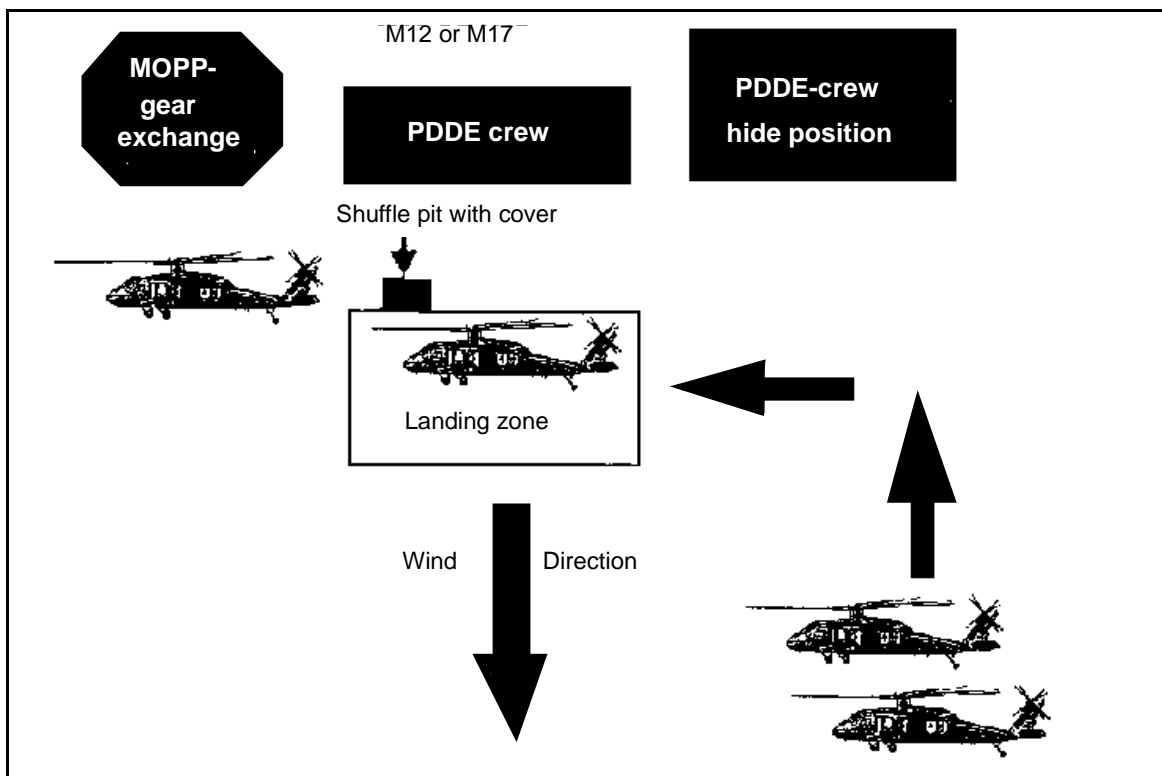 M12 or M17
MOPP-
gear
exchange
PDDE crew
PDDE-crew
hide position
Shuffle pit with cover
Landing zone
Wind Direction